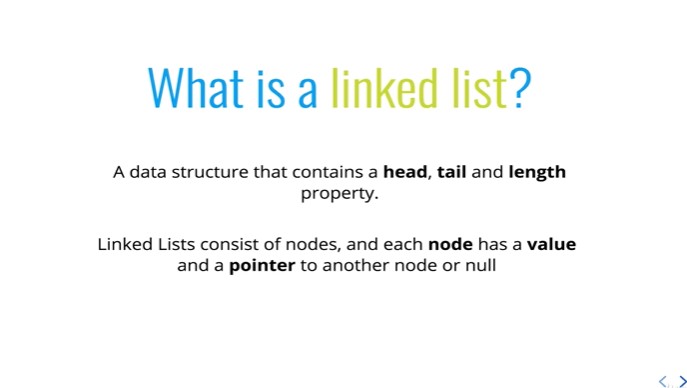 What is a linked list?
A data structure that contains a head, tail and length
property.
Linked Lists consist of nodes, and each node has a value
and a pointer to another node or null